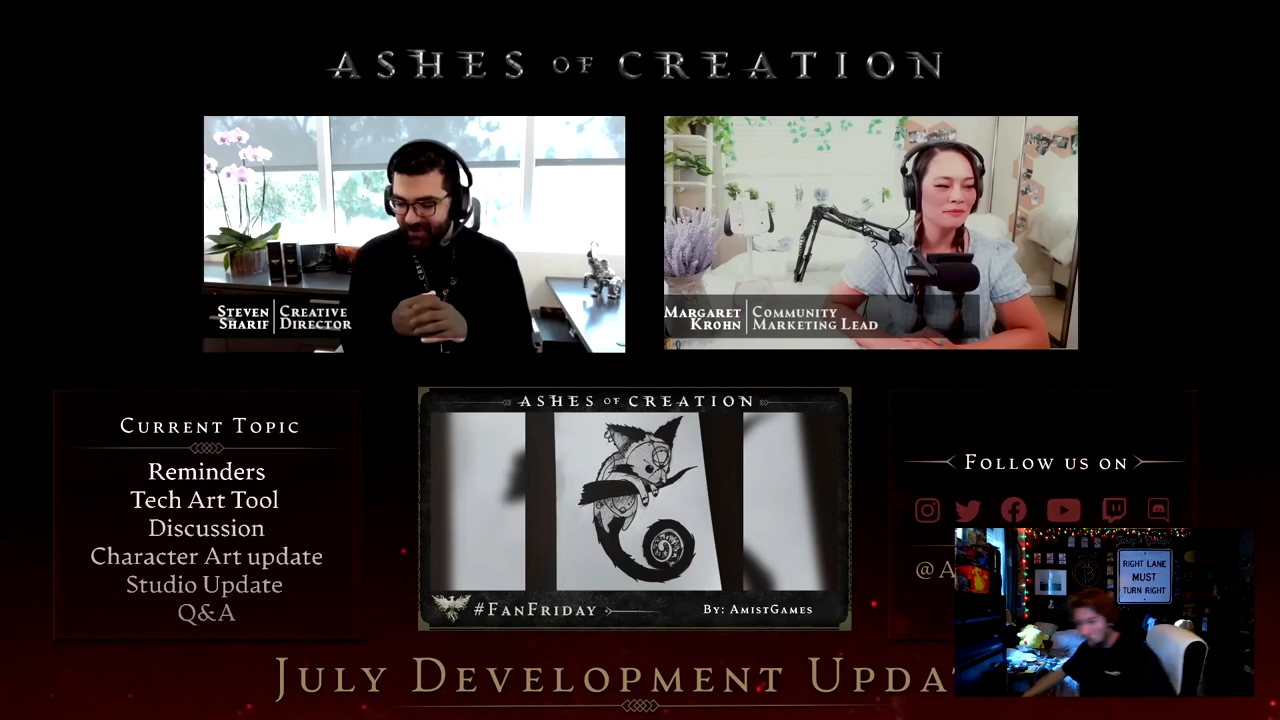 ASHES OF CREATION
STEVEN SHARIF
CREATIVE DIRECTOR
MARGARET KROHN
COMMUNITY MARKETING LEAD
CURRENT TOPIC
Reminders
Tech Art Tool
Discussion
Character Art update
Studio Update
Q&A
ASHES OF CREATION
#FANFRIDAY
BY: AMISTGAMES
FOLLOW US ON
@A
RIGHT LANE
MUST
TURN RIGHT
JULY DEVELOPMENT UPDA